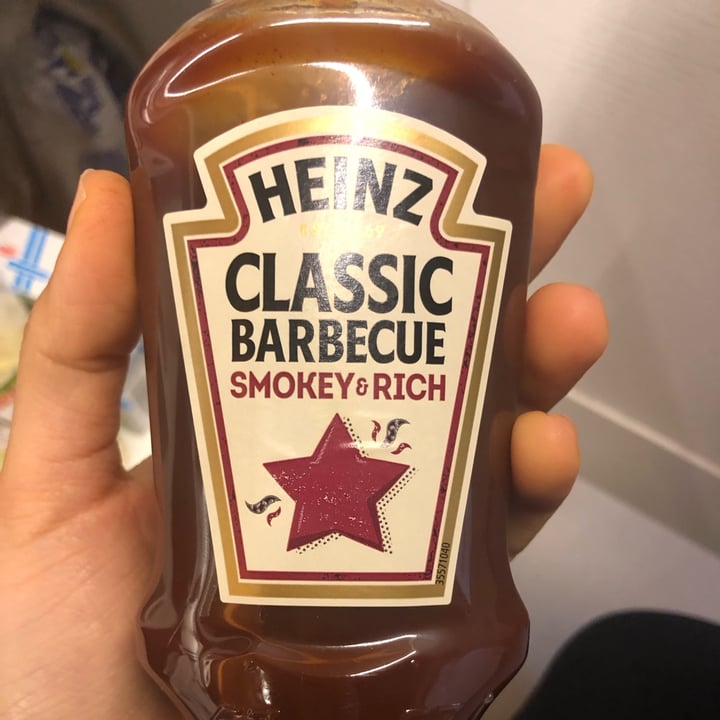 HEINZ
CLASSIC
BARBECUE
SMOKEY & RICH
35571040